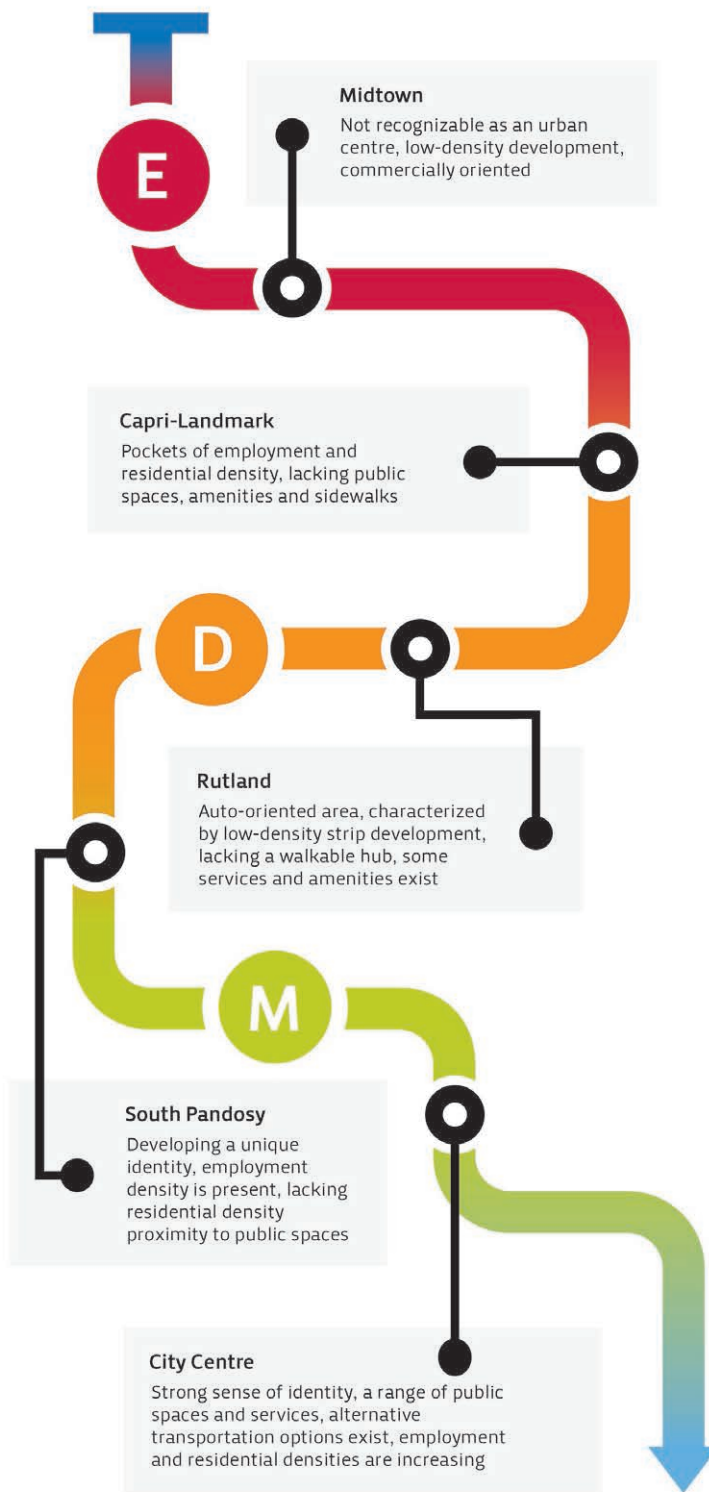 E
Midtown
Not recognizable as an urban
centre, low-density development,
commercially oriented
Capri-Landmark
Pockets of employment and
residential density, lacking public
spaces, amenities and sidewalks
D
Rutland
Auto-oriented area, characterized
by low-density strip development,
lacking a walkable hub, some
services and amenities exist
M
South Pandosy
Developing a unique
identity, employment
density is present, lacking
residential density
proximity to public spaces
City Centre
Strong sense of identity, a range of public
spaces and services, alternative
transportation options exist, employment
and residential densities are increasing